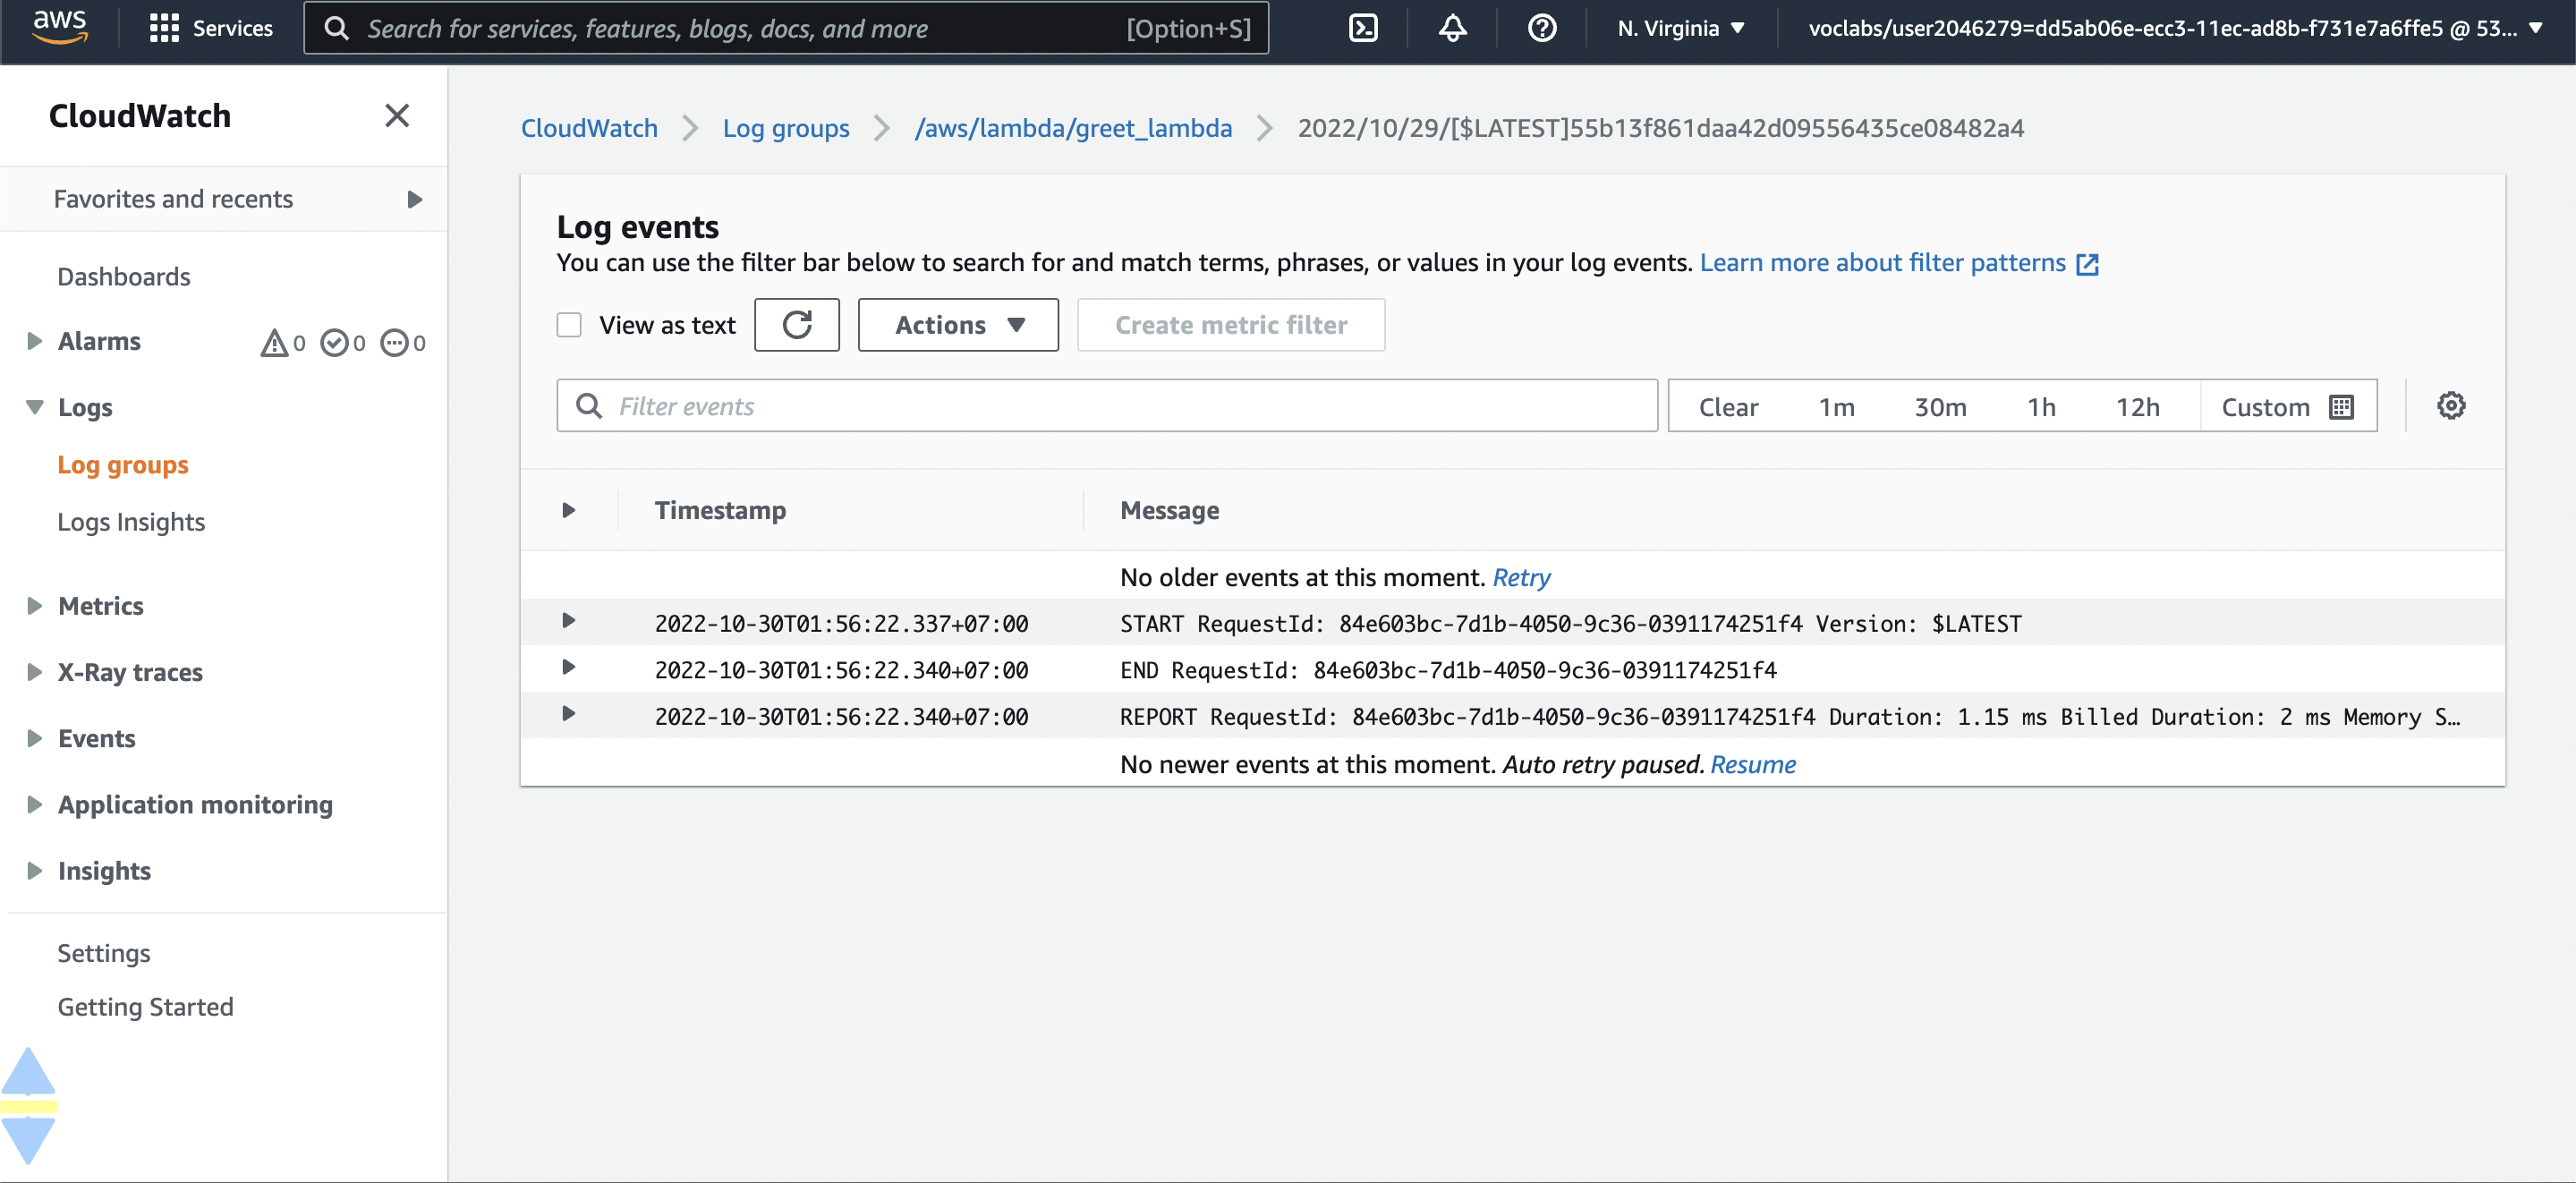 aws Services Search for services, features, blogs, docs, and more [Option+S] N. Virginia voclabs/user2046279=dd5ab06e-ecc3-11ec-ad8b-f731e7a6ffe5 @ 53...
CloudWatch
Favorites and recents
Dashboards
Alarms 0 0 0
Logs
Log groups
Logs Insights
Metrics
X-Ray traces
Events
Application monitoring
Insights
Settings
Getting Started
CloudWatch Log groups /aws/lambda/greet_lambda 2022/10/29/[$LATEST]55b13f861daa42d09556435ce08482a4
Log events
You can use the filter bar below to search for and match terms, phrases, or values in your log events. Learn more about filter patterns
View as text Actions Create metric filter
Filter events Clear 1m 30m 1h 12h Custom
Timestamp Message
No older events at this moment. Retry
2022-10-30T01:56:22.337+07:00 START RequestId: 84e603bc-7d1b-4050-9c36-0391174251f4 Version: $LATEST
2022-10-30T01:56:22.340+07:00 END RequestId: 84e603bc-7d1b-4050-9c36-0391174251f4
2022-10-30T01:56:22.340+07:00 REPORT RequestId: 84e603bc-7d1b-4050-9c36-0391174251f4 Duration: 1.15 ms Billed Duration: 2 ms Memory S…
No newer events at this moment. Auto retry paused. Resume